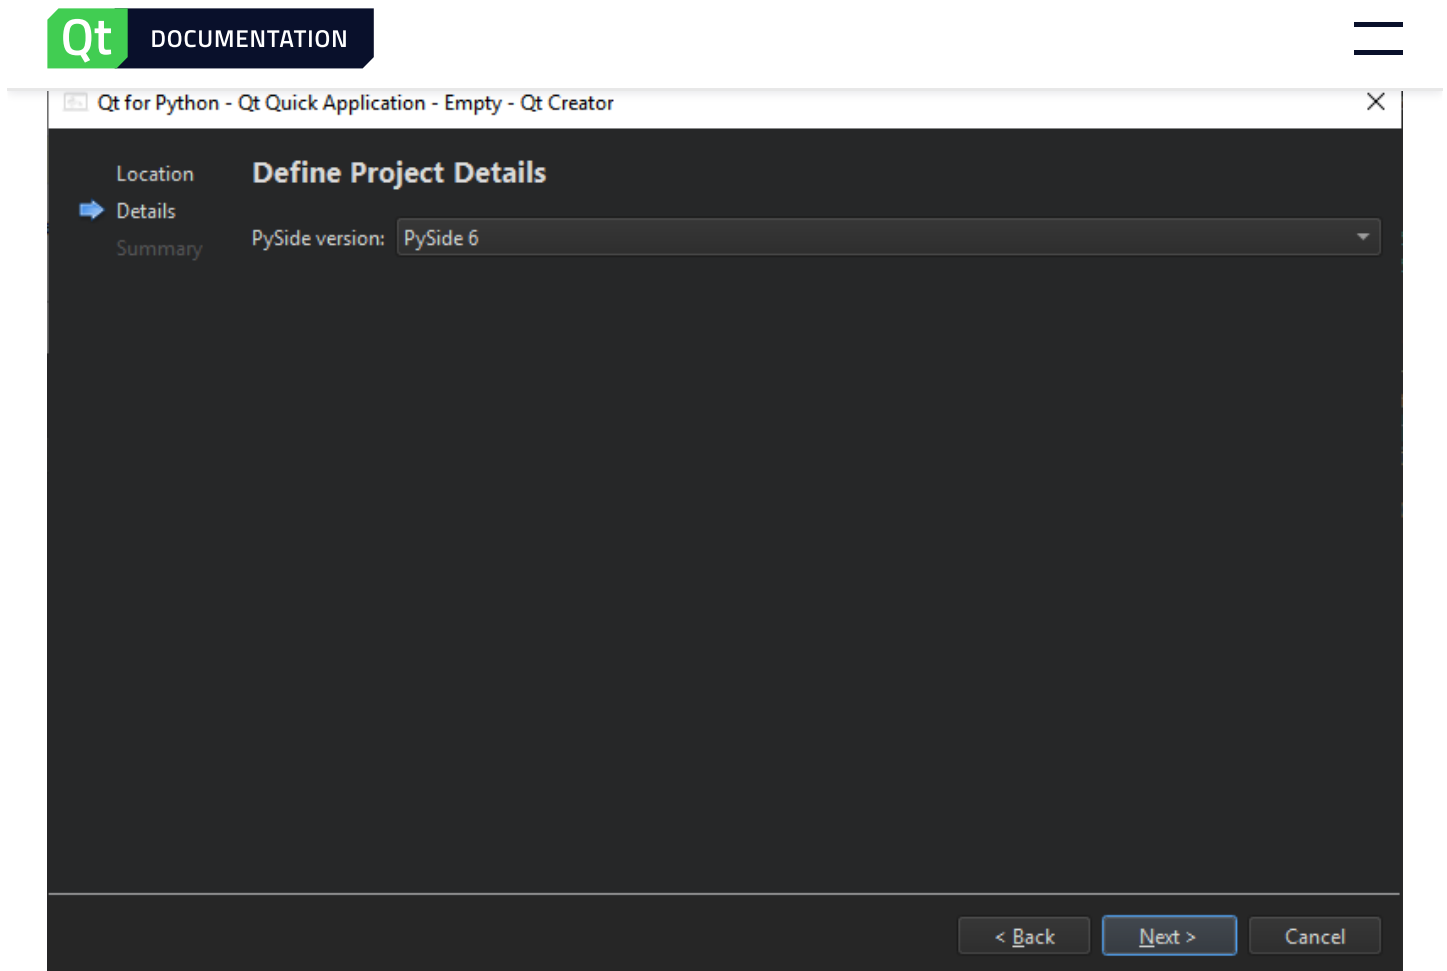 Qt DOCUMENTATION
Qt for Python - Qt Quick Application - Empty - Qt Creator
Location
Details
Summary
Define Project Details
PySide version: PySide 6
< Back
Next >
Cancel